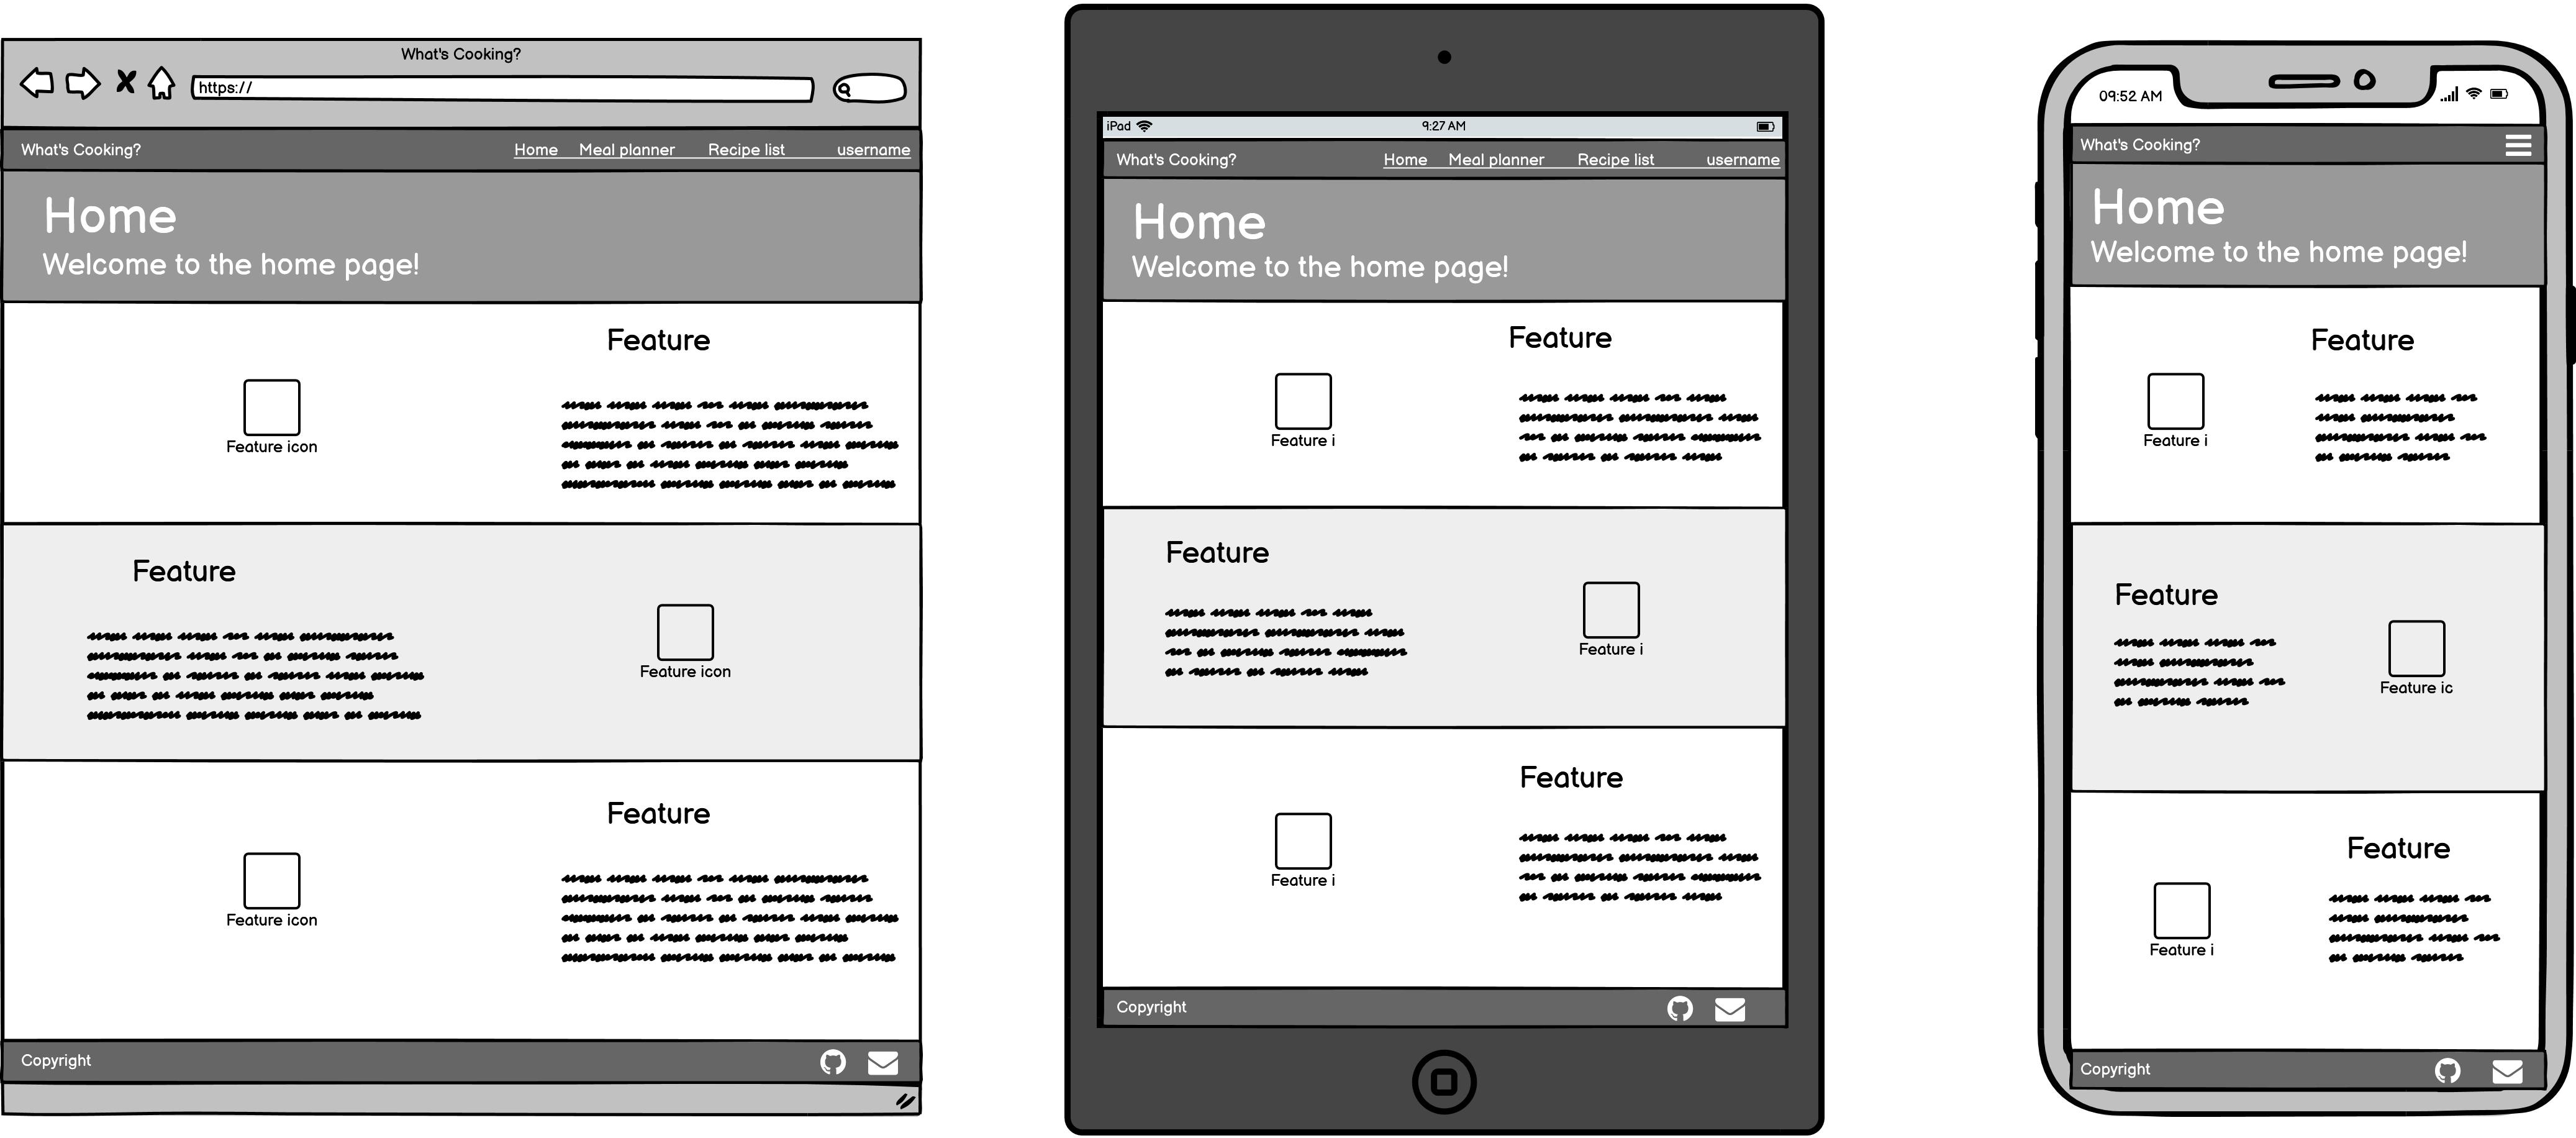 What's Cooking?
https://
What's Cooking? Home Meal planner Recipe list username
Home
Welcome to the home page!
Feature
Feature icon
Feature
Feature icon
Feature
Feature icon
Copyright
iPad 9:27 AM
What's Cooking? Home Meal planner Recipe list username
Home
Welcome to the home page!
Feature
Feature i
Feature
Feature i
Feature
Feature i
Copyright
09:52 AM
What's Cooking?
Home
Welcome to the home page!
Feature
Feature i
Feature
Feature ic
Feature
Feature i
Copyright